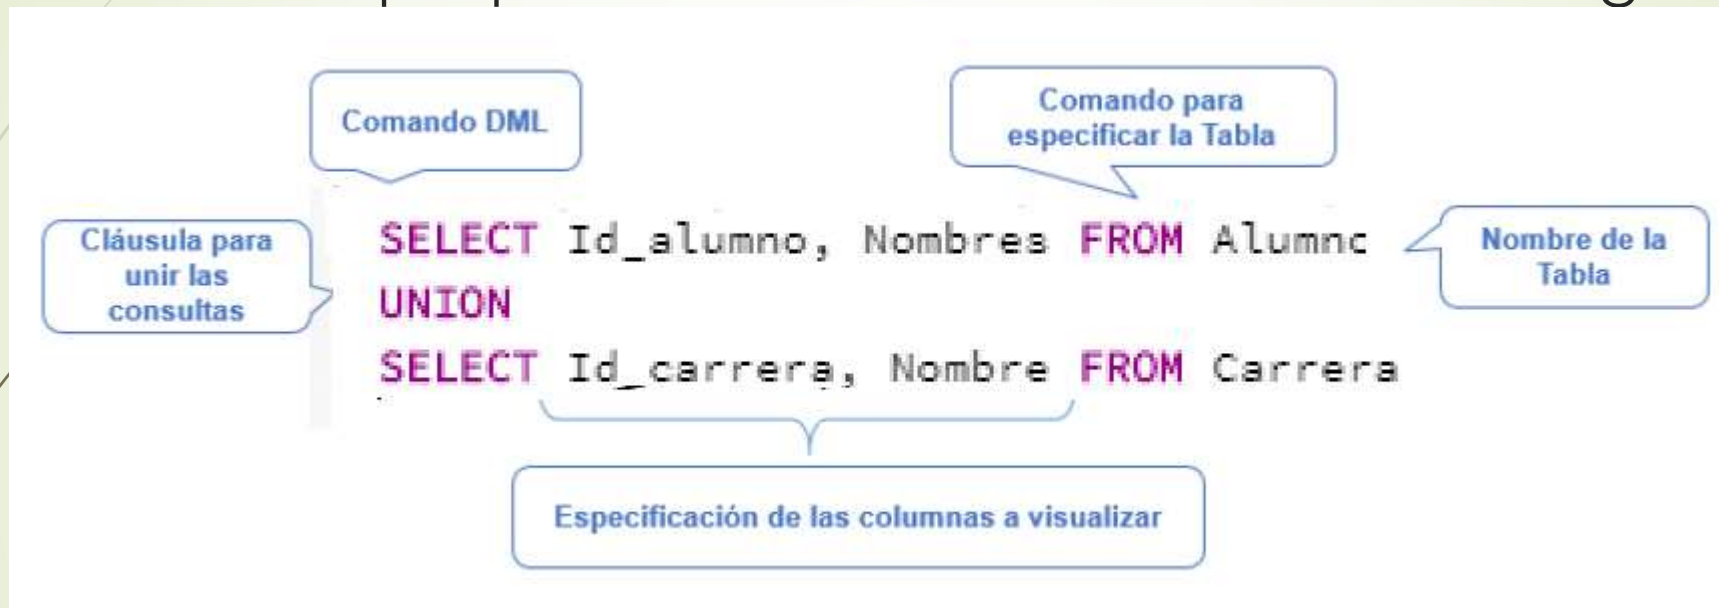 Comando DML
Comando para
especificar la Tabla
Cláusula para
unir las
consultas
SELECT Id_alumno, Nombres FROM Alumno
Nombre de la
Tabla
UNION
SELECT Id_carrera, Nombre FROM Carrera
Especificación de las columnas a visualizar